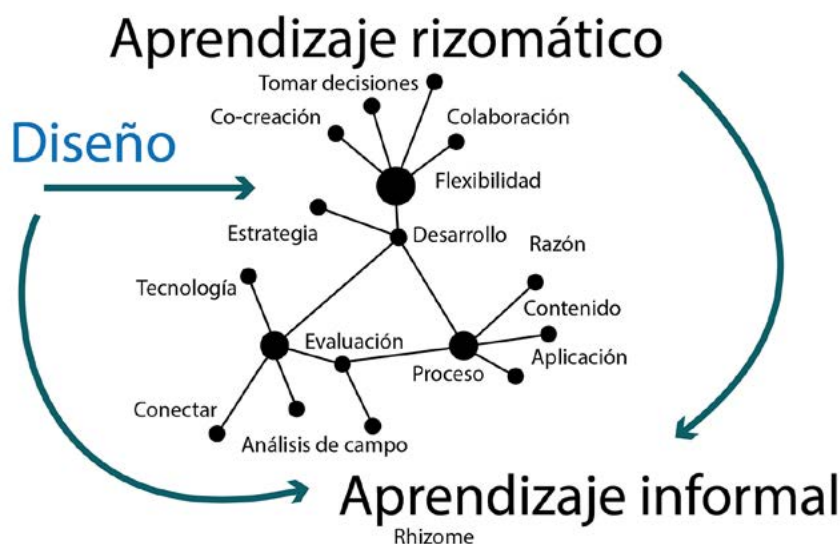 Aprendizaje rizomático
Tomar decisiones
Co-creación
Colaboración
Diseño
Flexibilidad
Estrategia
Desarrollo
Razón
Tecnología
Contenido
Evaluación
Aplicación
Proceso
Conectar
Análisis de campo
Aprendizaje informal
Rhizome